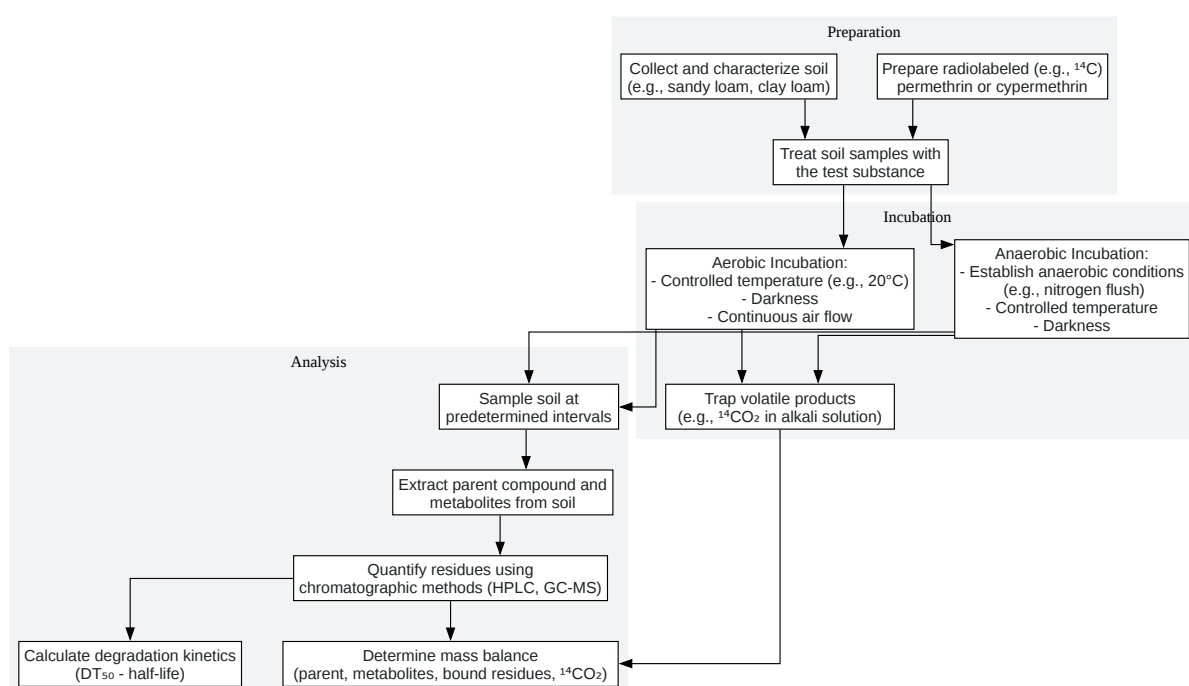 Preparation
Collect and characterize soil
(e.g., sandy loam, clay loam)
Prepare radiolabeled (e.g., ¹⁴C)
permethrin or cypermethrin
Treat soil samples with
the test substance
Incubation
Aerobic Incubation:
- Controlled temperature (e.g., 20°C)
- Darkness
- Continuous air flow
Anaerobic Incubation:
- Establish anaerobic conditions
(e.g., nitrogen flush)
- Controlled temperature
- Darkness
Analysis
Sample soil at
predetermined intervals
Trap volatile products
(e.g., ¹⁴CO₂ in alkali solution)
Extract parent compound and
metabolites from soil
Quantify residues using
chromatographic methods (HPLC, GC-MS)
Calculate degradation kinetics
(DT₅₀ - half-life)
Determine mass balance
(parent, metabolites, bound residues, ¹⁴CO₂)